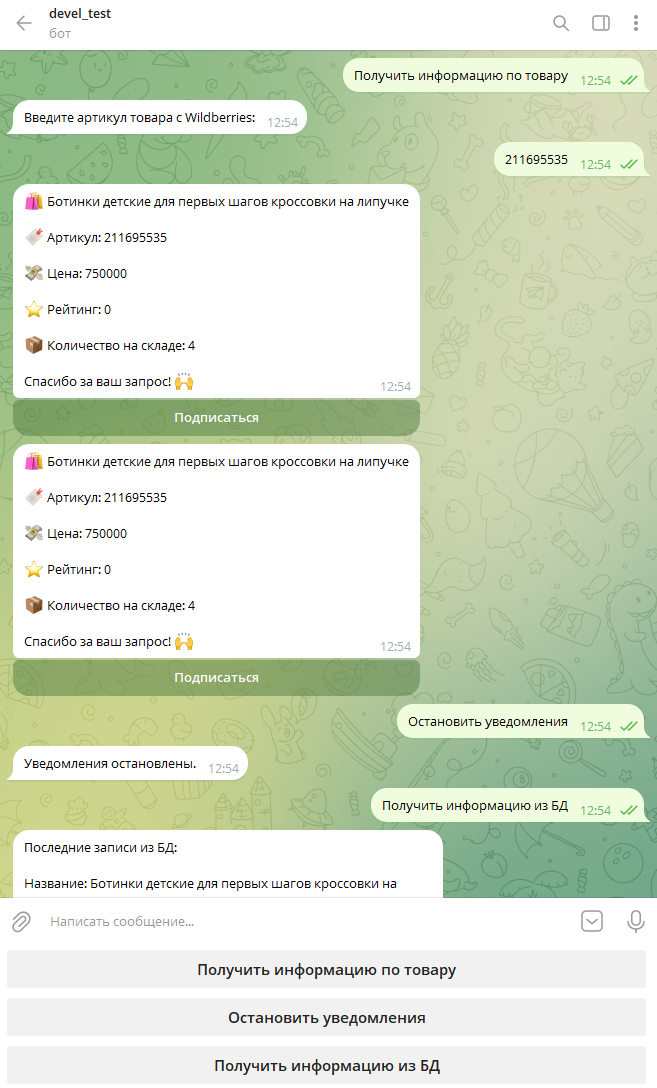 devel_test
бот
Получить информацию по товару 12:54
Введите артикул товара с Wildberries: 12:54
211695535 12:54
🛍 Ботинки детские для первых шагов кроссовки на липучке
🏷 Артикул: 211695535
💸 Цена: 750000
⭐ Рейтинг: 0
📦 Количество на складе: 4
Спасибо за ваш запрос! 🙌 12:54
Подписаться
🛍 Ботинки детские для первых шагов кроссовки на липучке
🏷 Артикул: 211695535
💸 Цена: 750000
⭐ Рейтинг: 0
📦 Количество на складе: 4
Спасибо за ваш запрос! 🙌 12:54
Подписаться
Остановить уведомления 12:54
Уведомления остановлены. 12:54
Получить информацию из БД 12:54
Последние записи из БД:
Название: Ботинки детские для первых шагов кроссовки на
Написать сообщение...
Получить информацию по товару
Остановить уведомления
Получить информацию из БД